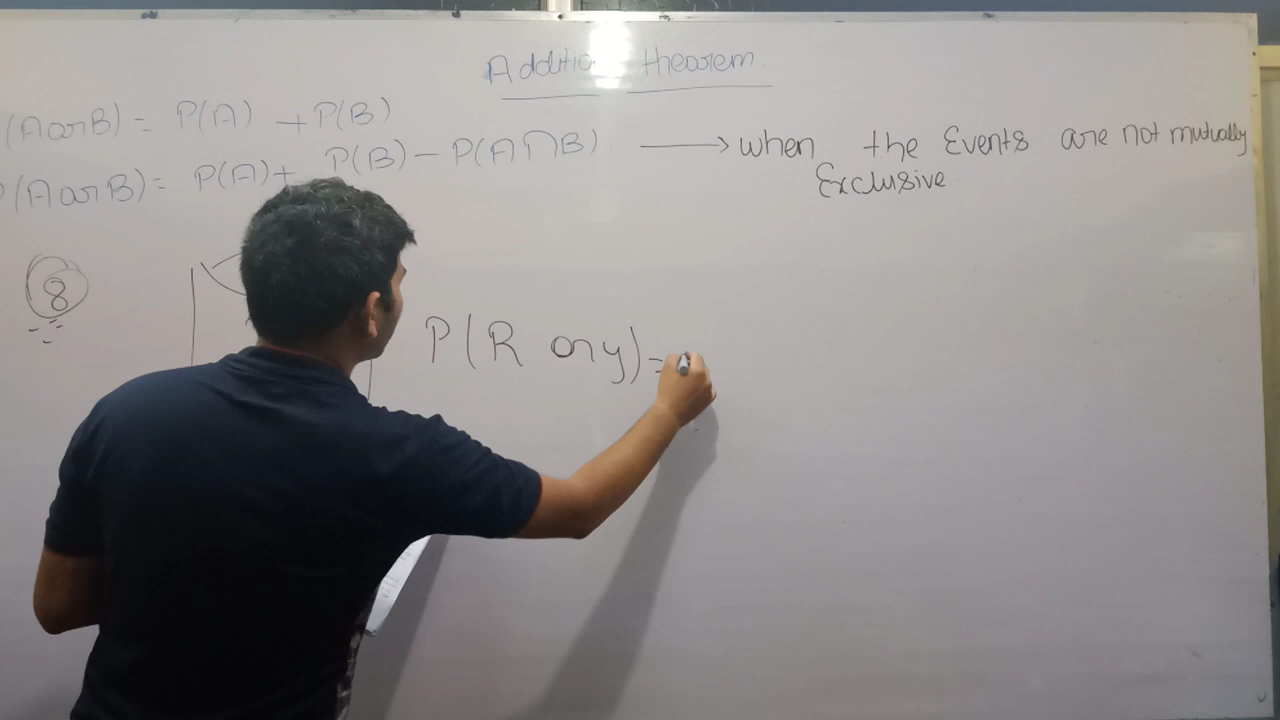 Addition theorem
(A or B) = P(A) + P(B)
P(A or B) = P(A) + P(B) - P(A∩B) → when the Events are not mutually
Exclusive
8
P(R or y) =